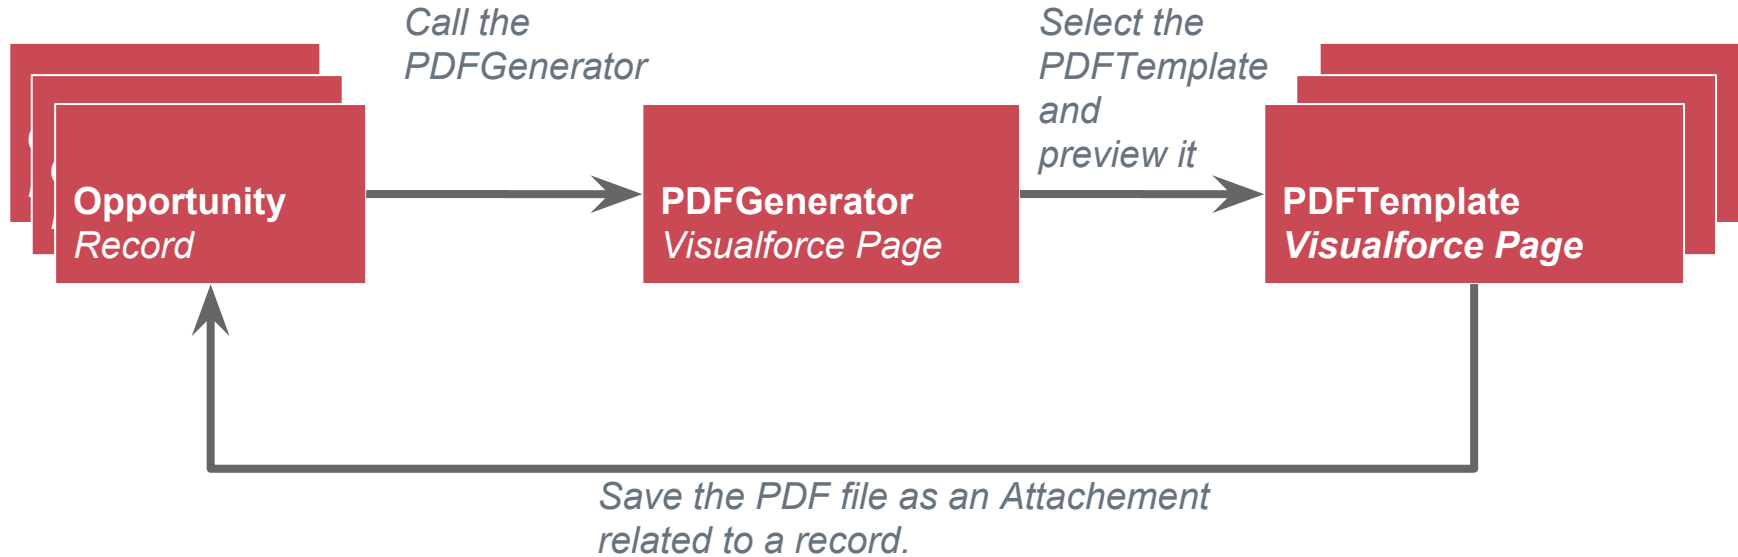 Call the
PDFGenerator
Select the
PDFTemplate
and
preview it
Opportunity
Record
PDFGenerator
Visualforce Page
PDFTemplate
Visualforce Page
Save the PDF file as an Attachement
related to a record.